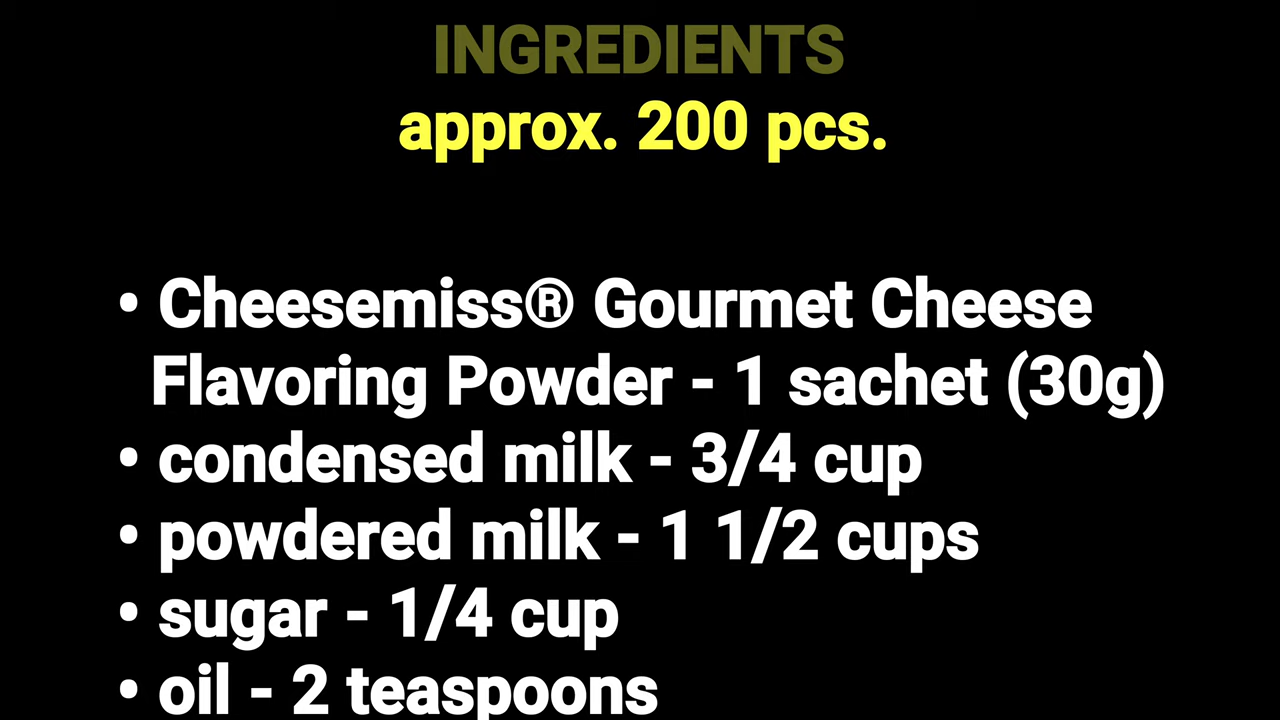 INGREDIENTS
approx. 200 pcs.
• Cheesemiss® Gourmet Cheese
Flavoring Powder - 1 sachet (30g)
• condensed milk - 3/4 cup
• powdered milk - 1 1/2 cups
• sugar - 1/4 cup
• oil - 2 teaspoons